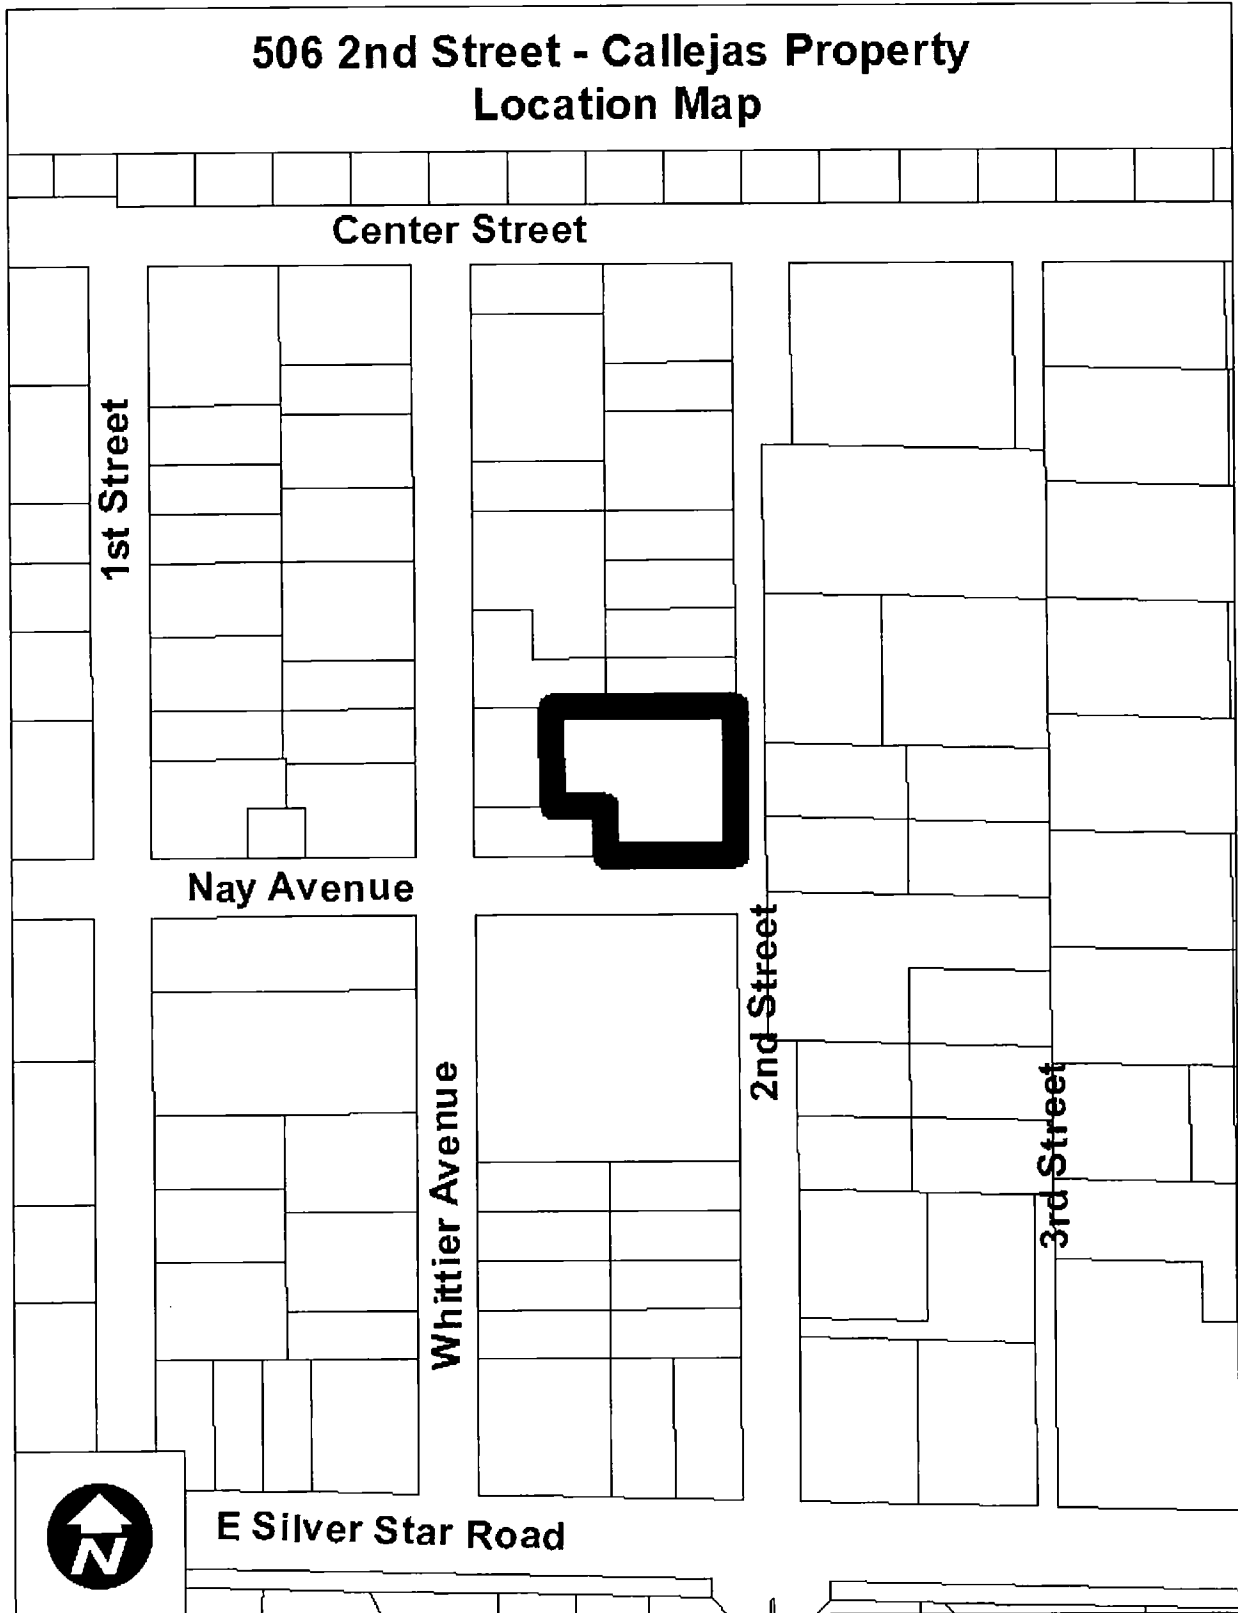 506 2nd Street - Callejas Property
Location Map
Center Street
1st Street
Nay Avenue
2nd Street
Whittier Avenue
3rd Street
E Silver Star Road
N